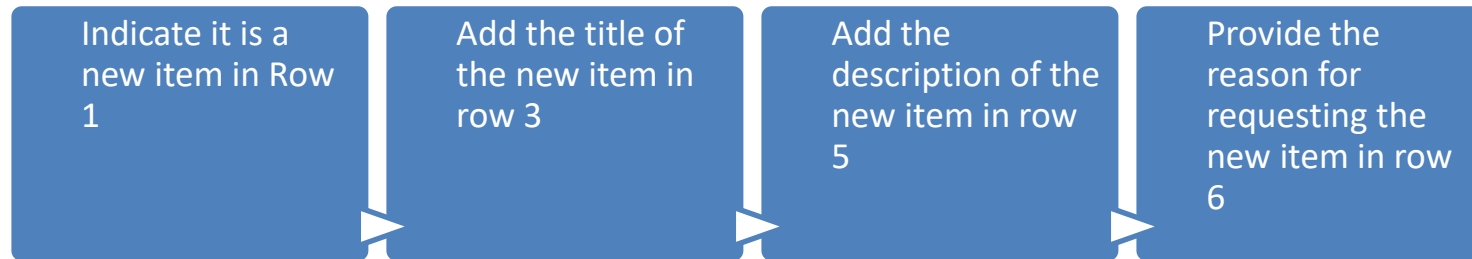 Indicate it is a
new item in Row
1
Add the title of
the new item in
row 3
Add the
description of the
new item in row
5
Provide the
reason for
requesting the
new item in row
6